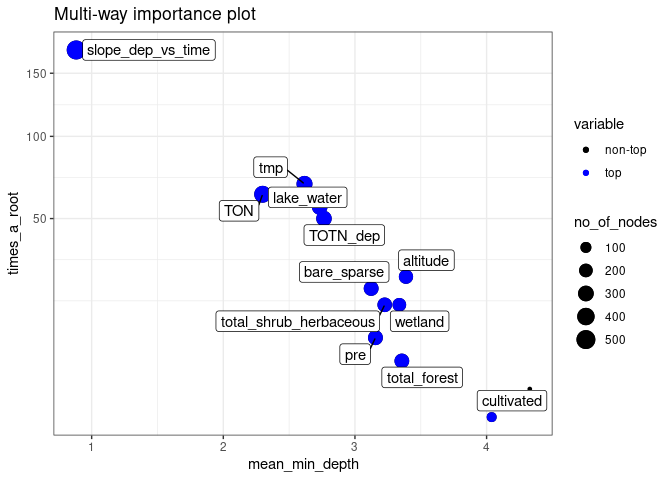 Multi-way importance plot
slope_dep_vs_time
150
100
50
tmp
lake_water
TON
TOTN_dep
altitude
bare_sparse
total_shrub_herbaceous
wetland
pre
total_forest
cultivated
times_a_root
1
2
3
4
mean_min_depth
variable
non-top
top
no_of_nodes
100
200
300
400
500